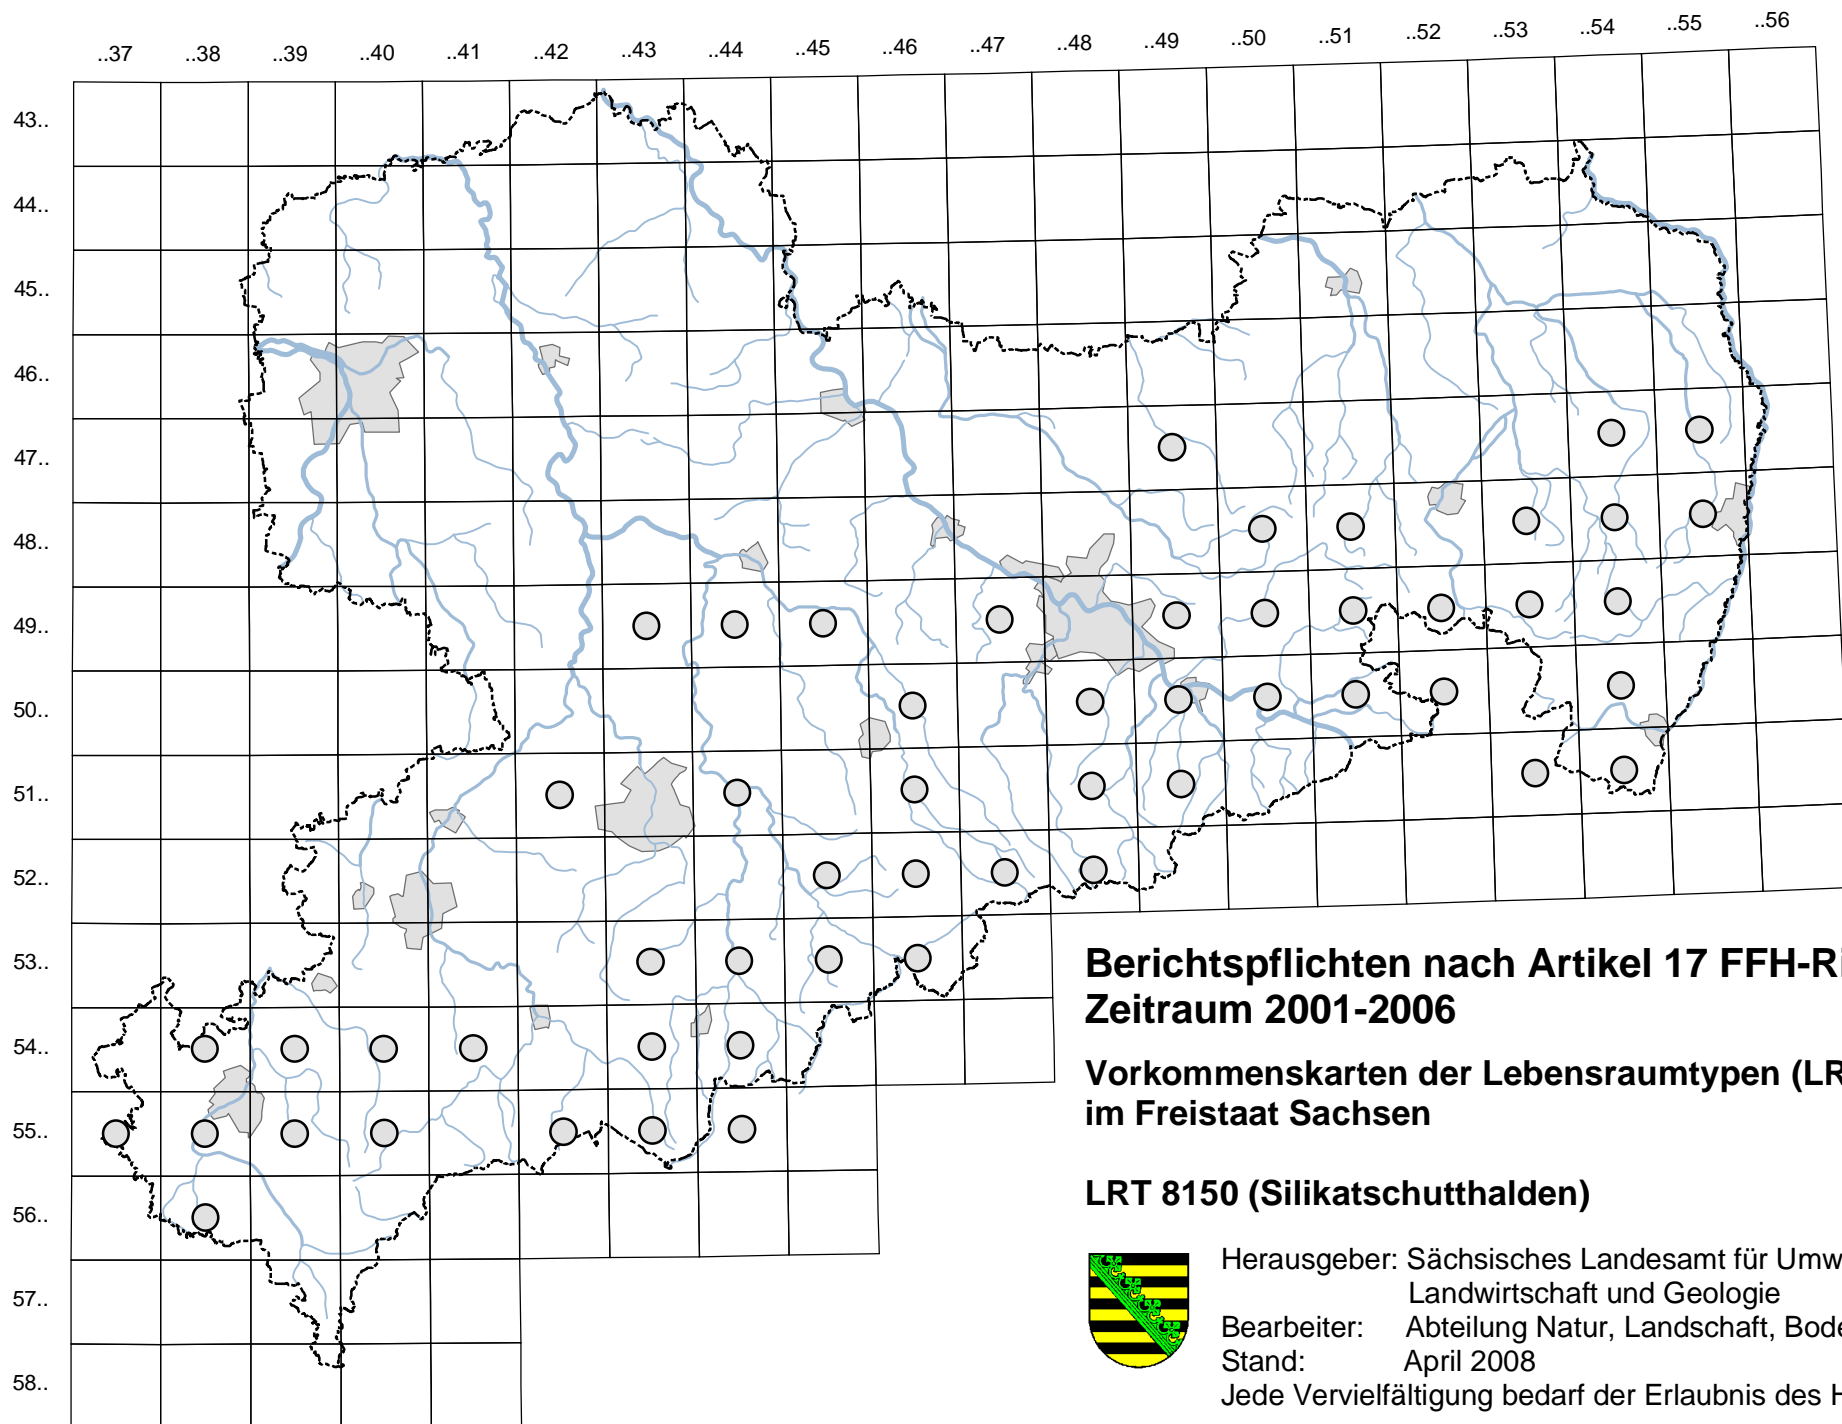 ..37 ..38 ..39 ..40 ..41 ..42 ..43 ..44 ..45 ..46 ..47 ..48 ..49 ..50 ..51 ..52 ..53 ..54 ..55 ..56
43..
44..
45..
46..
47..
48..
49..
50..
51..
52..
53..
54..
55..
56..
57..
58..
Berichtspflichten nach Artikel 17 FFH-Ri
Zeitraum 2001-2006
Vorkommenskarten der Lebensraumtypen (LR
im Freistaat Sachsen
LRT 8150 (Silikatschutthalden)
Herausgeber: Sächsisches Landesamt für Umw
Landwirtschaft und Geologie
Bearbeiter: Abteilung Natur, Landschaft, Bode
Stand: April 2008
Jede Vervielfältigung bedarf der Erlaubnis des H